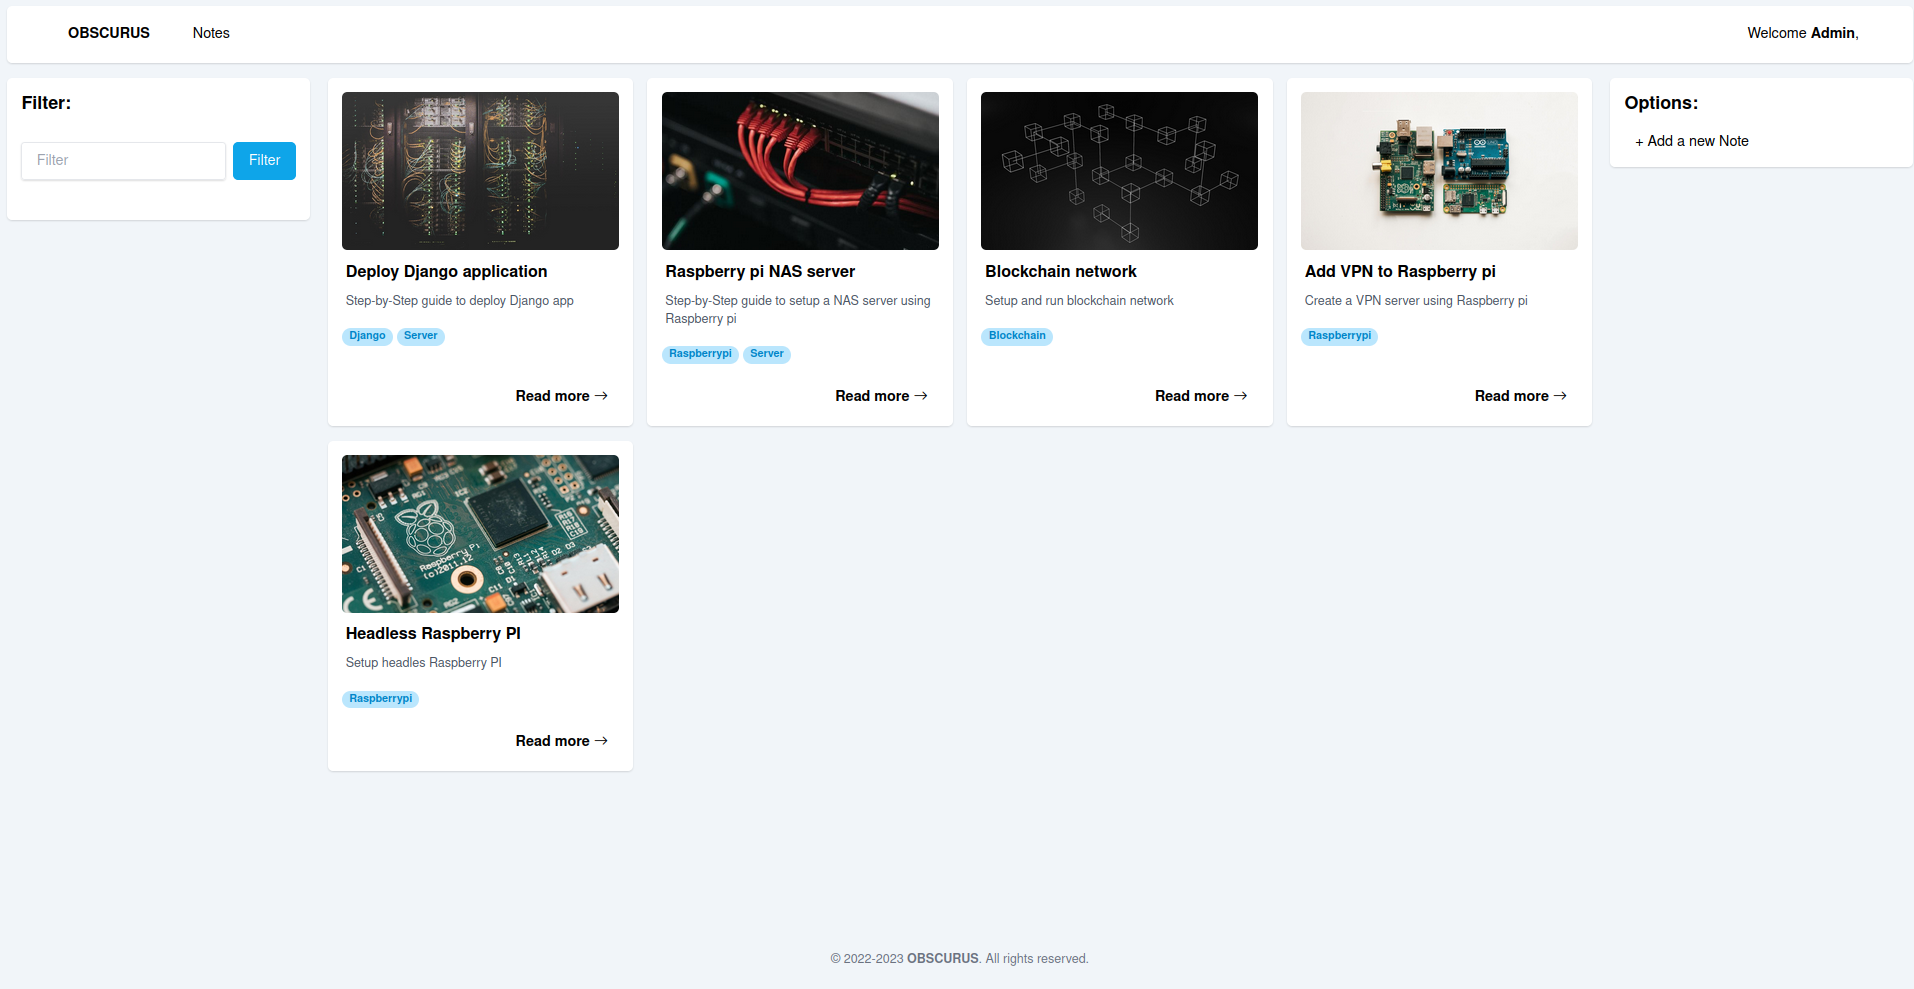 OBSCURUS Notes Welcome Admin,
Filter:
Filter Filter
Options:
+ Add a new Note
Deploy Django application
Step-by-Step guide to deploy Django app
Django Server
Read more →
Raspberry pi NAS server
Step-by-Step guide to setup a NAS server using
Raspberry pi
Raspberrypi Server
Read more →
Blockchain network
Setup and run blockchain network
Blockchain
Read more →
Add VPN to Raspberry pi
Create a VPN server using Raspberry pi
Raspberrypi
Read more →
Raspberry Pi
(c)2011.12
Headless Raspberry PI
Setup headles Raspberry PI
Raspberrypi
Read more →
© 2022-2023 OBSCURUS. All rights reserved.